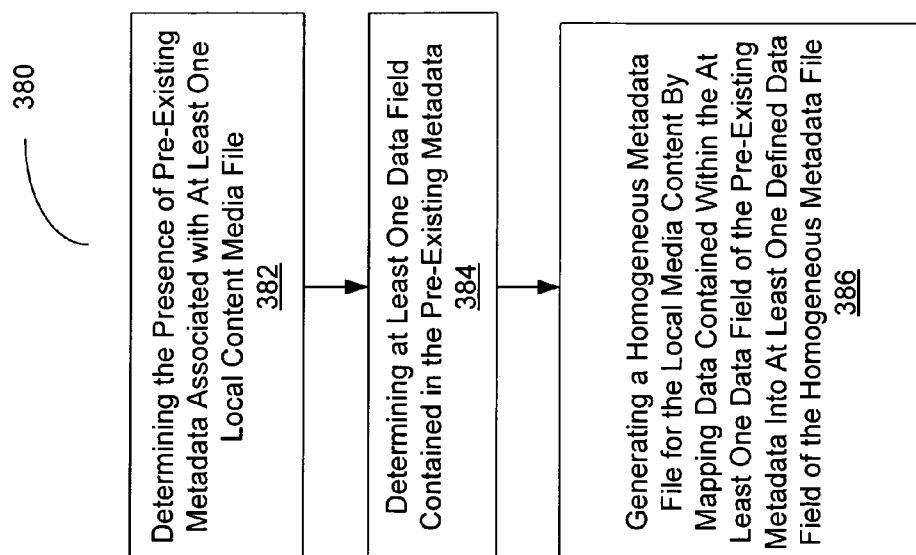 380
Determining the Presence of Pre-Existing
Metadata Associated with At Least One
Local Content Media File
382
Determining at Least One Data Field
Contained in the Pre-Existing Metadata
384
Generating a Homogeneous Metadata
File for the Local Media Content By
Mapping Data Contained Within the At
Least One Data Field of the Pre-Existing
Metadata Into At Least One Defined Data
Field of the Homogeneous Metadata File
386